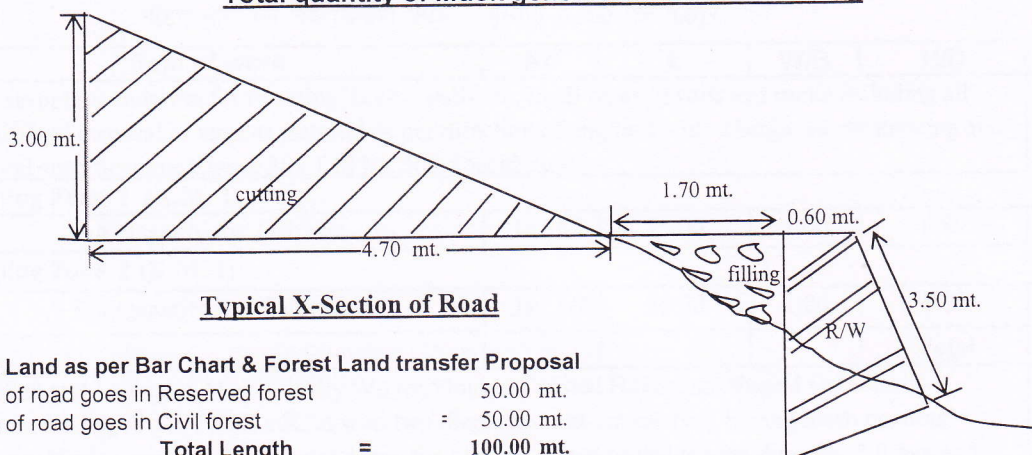 Total quantity of
3.00 mt.
cutting
1.70 mt.
0.60 mt.
4.70 mt.
filling
3.50 mt.
R/W
Typical X-Section of Road
Land as per Bar Chart & Forest Land transfer Proposal
of road goes in Reserved forest 50.00 mt.
of road goes in Civil forest = 50.00 mt.
Total Length = 100.00 mt.